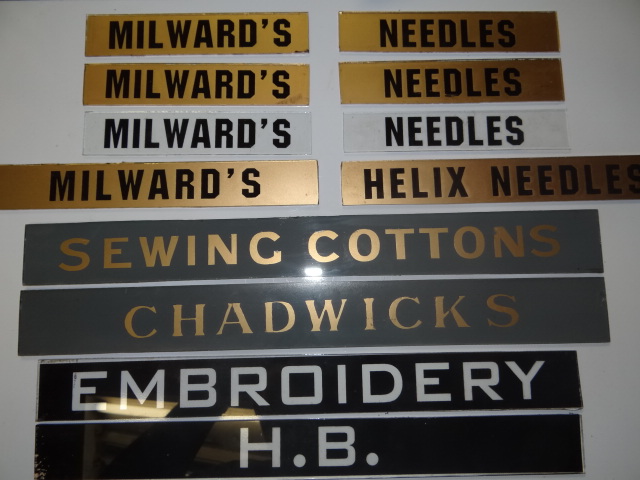 MILWARD'S NEEDLES
MILWARD'S NEEDLES
MILWARD'S NEEDLES
MILWARD'S HELIX NEEDLES
SEWING COTTONS
CHADWICKS
EMBROIDERY
H.B.